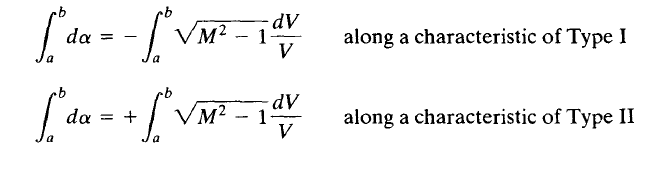 ∫_a^b dα = − ∫_a^b √(M² − 1) dV/V along a characteristic of Type I
∫_a^b dα = + ∫_a^b √(M² − 1) dV/V along a characteristic of Type II